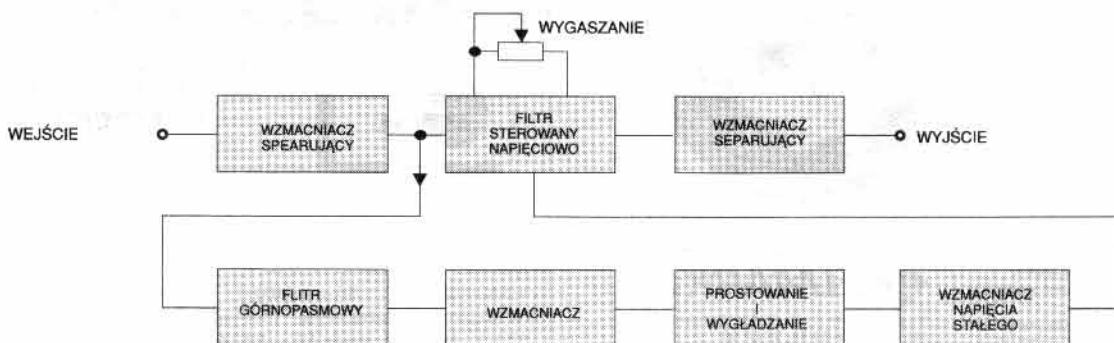 WYGASZANIE
WEJŚCIE
WZMACNIACZ
SPEARUJĄCY
FILTR
STEROWANY
NAPIĘCIOWO
WZMACNIACZ
SEPARUJĄCY
WYJŚCIE
FLITR
GÓRNOPASMOWY
WZMACNIACZ
PROSTOWANIE
I
WYGŁADZANIE
WZMACNIACZ
NAPIĘCIA
STAŁEGO